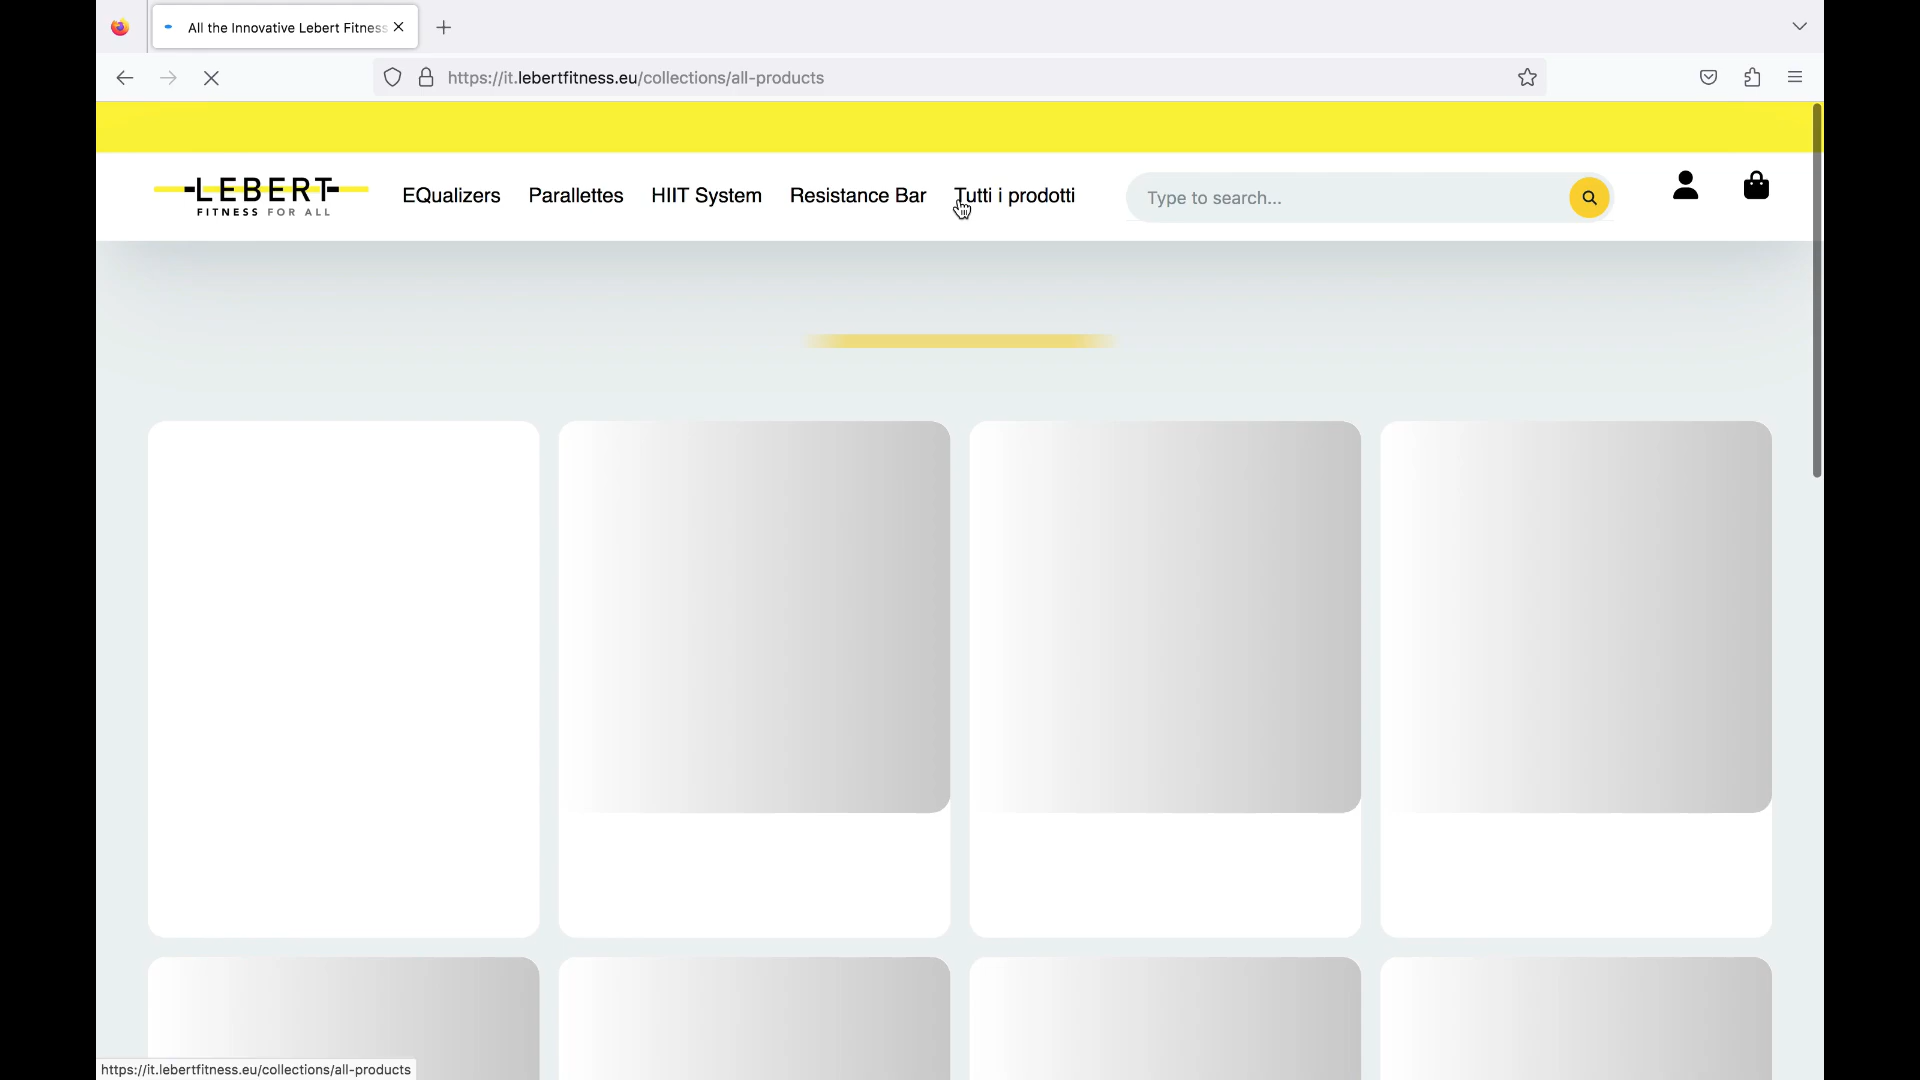 All the Innovative Lebert Fitness
https://it.lebertfitness.eu/collections/all-products
LEBERT
FITNESS FOR ALL
EQualizers
Parallettes
HIIT System
Resistance Bar
Tutti i prodotti
Type to search...
https://it.lebertfitness.eu/collections/all-products